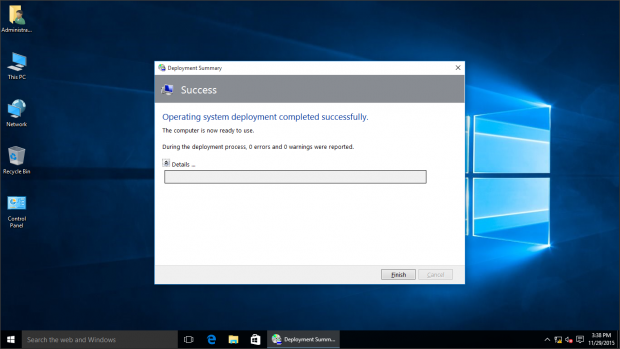 Administra...
This PC
Network
Recycle Bin
Control
Panel
Deployment Summary
Success
Operating system deployment completed successfully.
The computer is now ready to use.
During the deployment process, 0 errors and 0 warnings were reported.
Details ...
Finish
Cancel
Search the web and Windows
Deployment Summ...
3:38 PM
11/29/2015